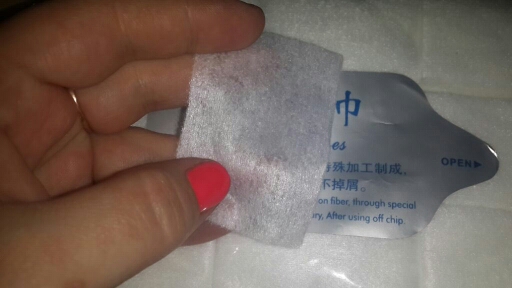 巾
es
殊加工制成,
不掉屑。
OPEN
on fiber, through special
ry, After using off chip.